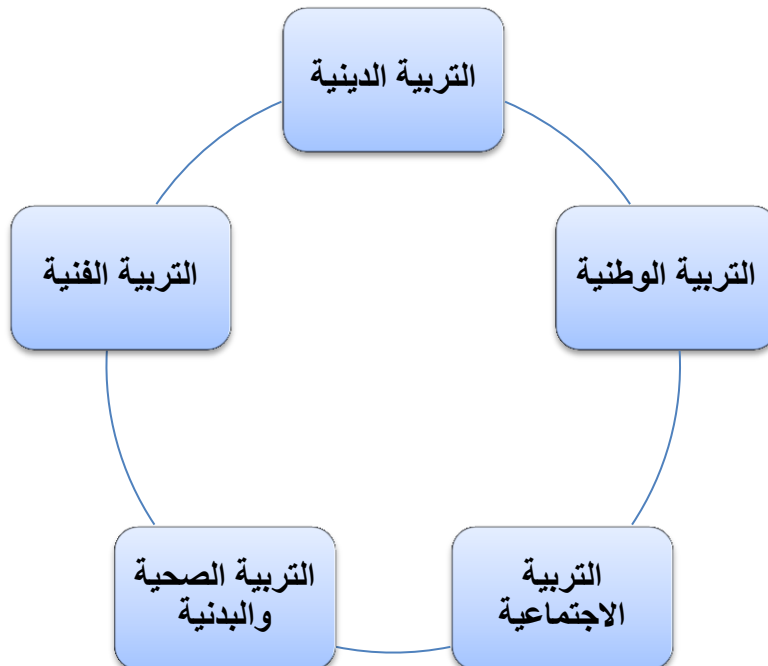 التربية الدينية
التربية الوطنية
التربية
الاجتماعية
التربية الصحية
والبدنية
التربية الفنية